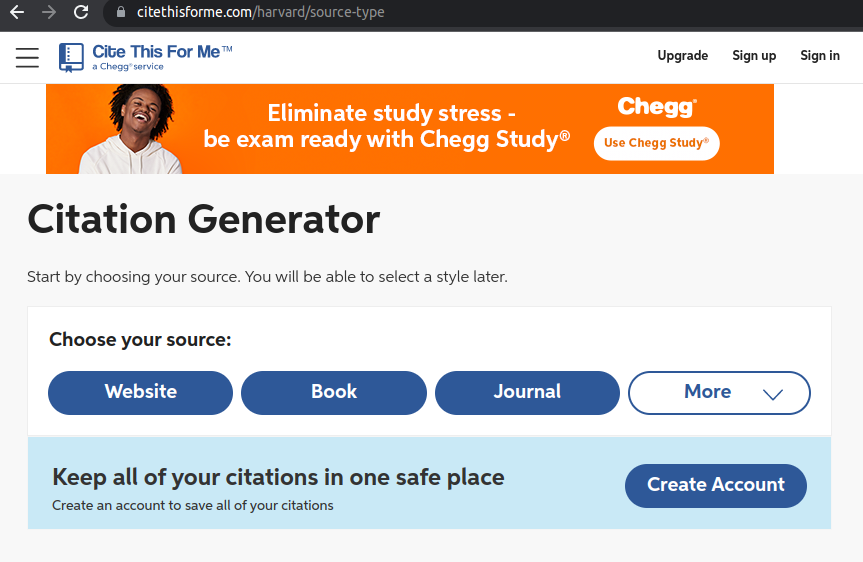 citethisforme.com/harvard/source-type
Cite This For Me™
a Chegg® service
Upgrade
Sign up
Sign in
Eliminate study stress -
be exam ready with Chegg Study®
Chegg®
Use Chegg Study®
Citation Generator
Start by choosing your source. You will be able to select a style later.
Choose your source:
Website
Book
Journal
More
Keep all of your citations in one safe place
Create an account to save all of your citations
Create Account